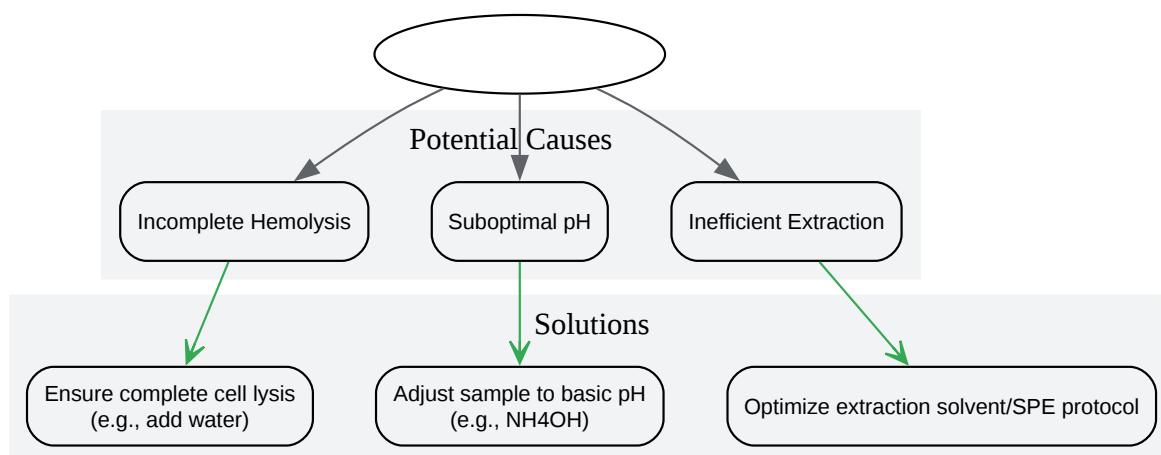 Potential Causes
Incomplete Hemolysis
Suboptimal pH
Inefficient Extraction
Solutions
Ensure complete cell lysis
(e.g., add water)
Adjust sample to basic pH
(e.g., NH4OH)
Optimize extraction solvent/SPE protocol